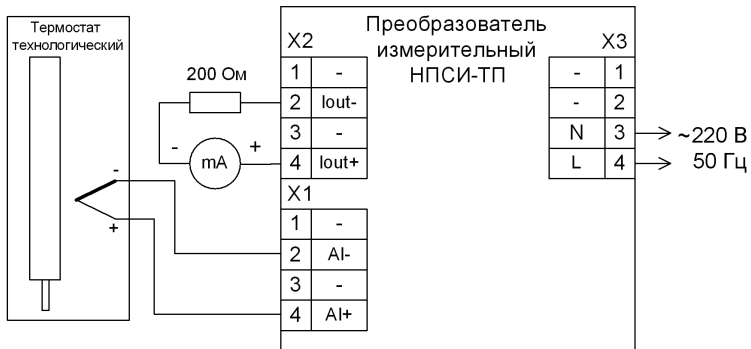 Термостат
технологический
Преобразователь
измерительный
НПСИ-ТП
X2
1 -
2 Iout-
3 -
4 Iout+
200 Ом
- mA +
X1
1 -
2 AI-
3 -
4 AI+
-
+
X3
- 1
- 2
N 3
L 4
~220 В
50 Гц